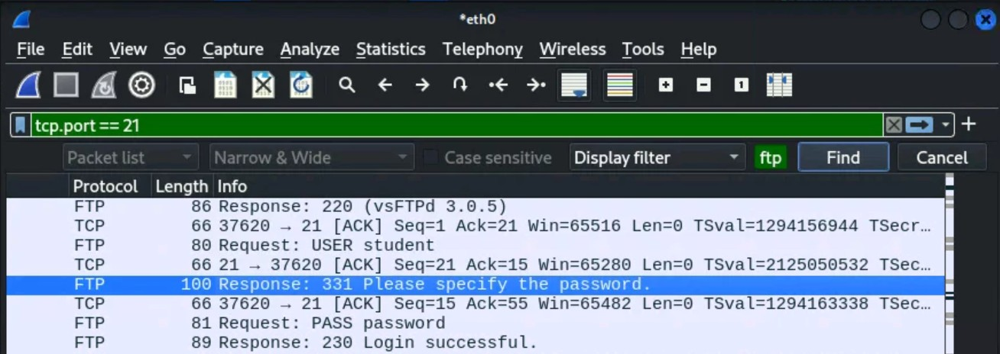 *eth0
File Edit View Go Capture Analyze Statistics Telephony Wireless Tools Help
tcp.port == 21
Packet list Narrow & Wide Case sensitive Display filter ftp Find Cancel
Protocol Length Info
FTP 86 Response: 220 (vsFTPd 3.0.5)
TCP 66 37620 → 21 [ACK] Seq=1 Ack=21 Win=65516 Len=0 TSval=1294156944 TSecr…
FTP 80 Request: USER student
TCP 66 21 → 37620 [ACK] Seq=21 Ack=15 Win=65280 Len=0 TSval=2125050532 TSec…
FTP 100 Response: 331 Please specify the password.
TCP 66 37620 → 21 [ACK] Seq=15 Ack=55 Win=65482 Len=0 TSval=1294163338 TSec…
FTP 81 Request: PASS password
FTP 89 Response: 230 Login successful.